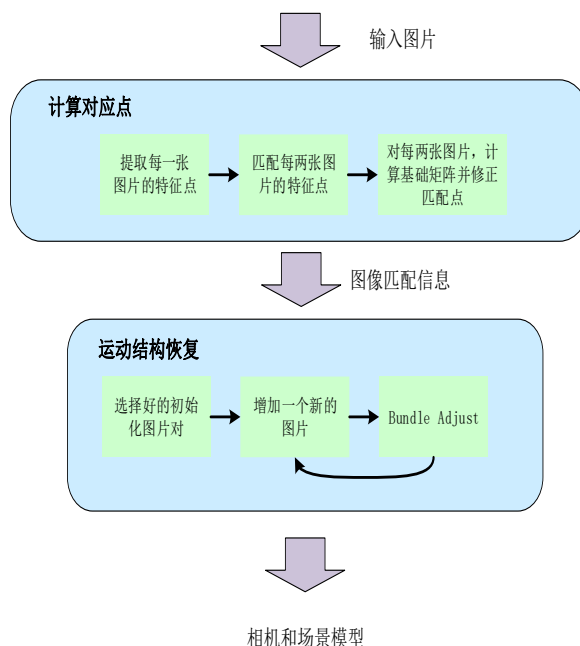 输入图片
计算对应点
提取每一张
图片的特征点
匹配每两张图
片的特征点
对每两张图片，计
算基础矩阵并修正
匹配点
图像匹配信息
运动结构恢复
选择好的初始
化图片对
增加一个新的
图片
Bundle Adjust
相机和场景模型